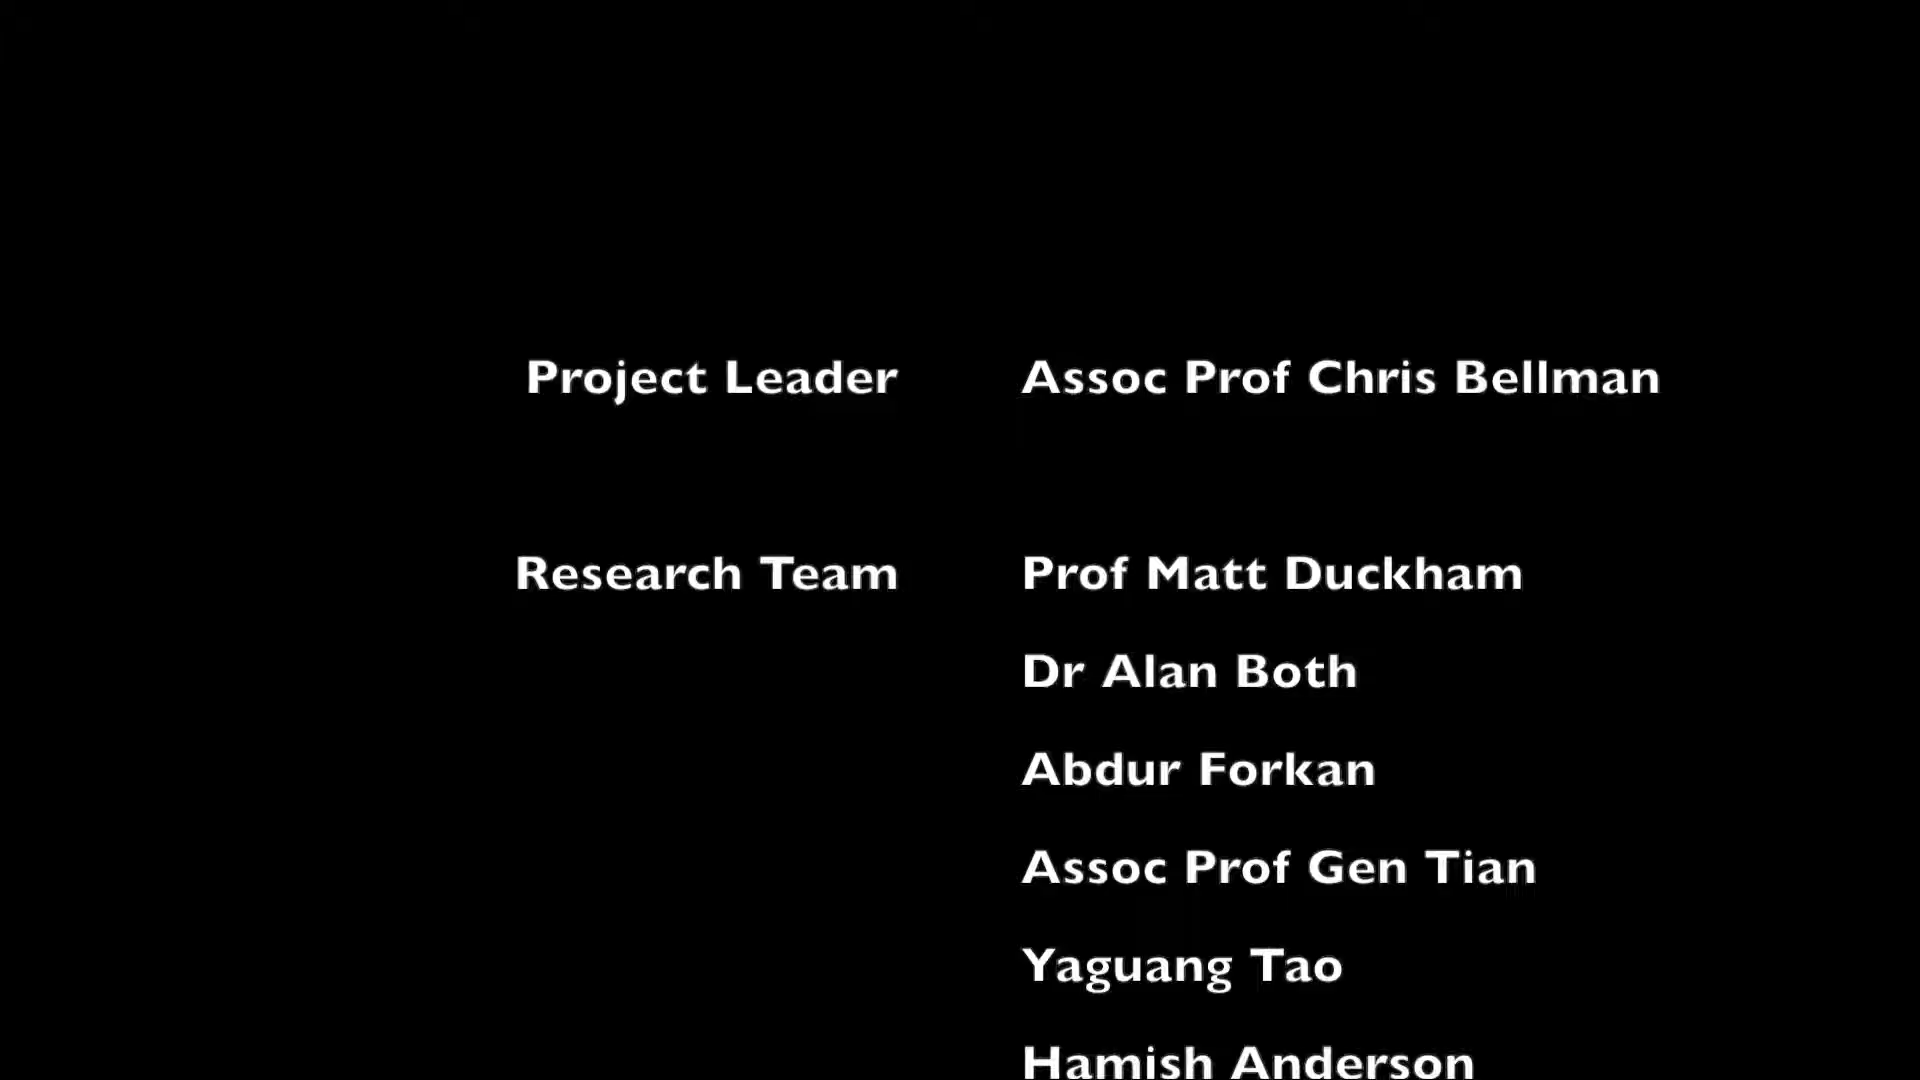 Project Leader Assoc Prof Chris Bellman
Research Team Prof Matt Duckham
Dr Alan Both
Abdur Forkan
Assoc Prof Gen Tian
Yaguang Tao
Hamish Anderson